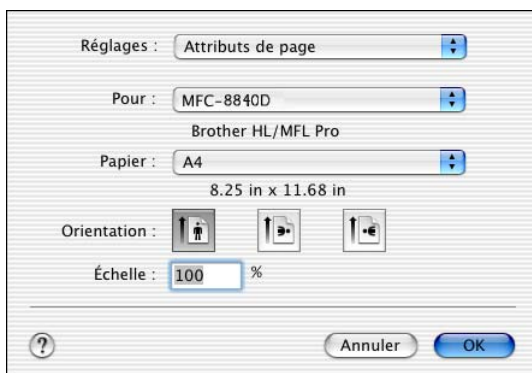 Réglages : Attributs de page
Pour : MFC-8840D
Brother HL/MFL Pro
Papier : A4
8.25 in x 11.68 in
Orientation :
Échelle : 100 %
? Annuler OK